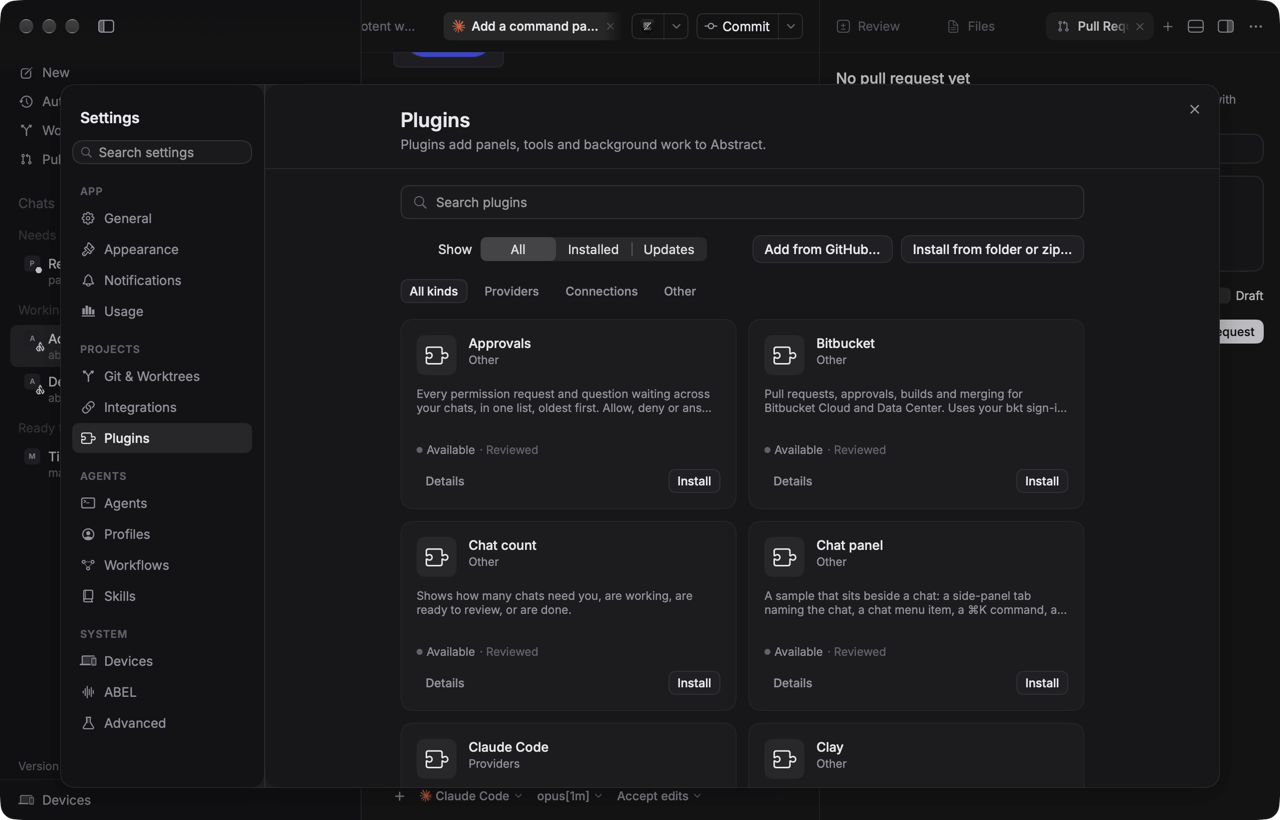 otent w...
Add a command pa...
Commit
Review
Files
Pull Req
New
No pull request yet
Settings
Search settings
APP
General
Appearance
Notifications
Usage
PROJECTS
Git & Worktrees
Integrations
Plugins
AGENTS
Agents
Profiles
Workflows
Skills
SYSTEM
Devices
ABEL
Advanced
Chats
Needs
Workin
Ready
Version
Devices
Plugins
Plugins add panels, tools and background work to Abstract.
Search plugins
Show
All
Installed
Updates
Add from GitHub...
Install from folder or zip...
All kinds
Providers
Connections
Other
Approvals
Other
Every permission request and question waiting across
your chats, in one list, oldest first. Allow, deny or ans...
Available · Reviewed
Details
Install
Bitbucket
Other
Pull requests, approvals, builds and merging for
Bitbucket Cloud and Data Center. Uses your bkt sign-i...
Available · Reviewed
Details
Install
Chat count
Other
Shows how many chats need you, are working, are
ready to review, or are done.
Available · Reviewed
Details
Install
Chat panel
Other
A sample that sits beside a chat: a side-panel tab
naming the chat, a chat menu item, a ⌘K command, a...
Available · Reviewed
Details
Install
Claude Code
Providers
Clay
Other
with
Draft
equest
Claude Code
opus[1m]
Accept edits